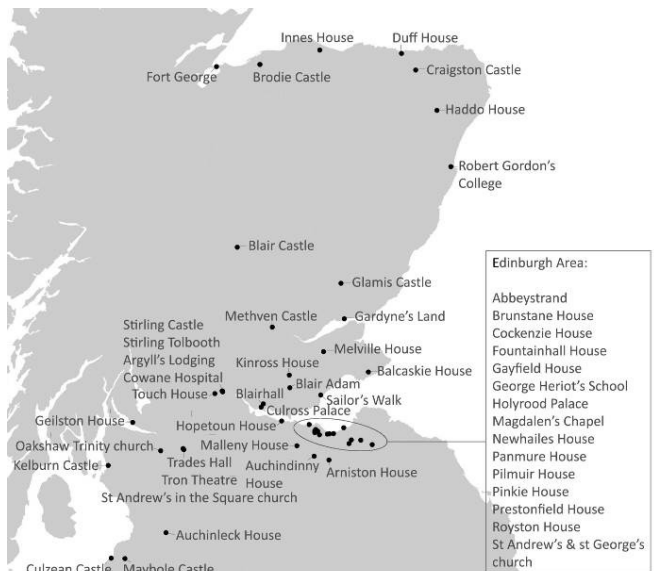 Innes House
Duff House
Fort George
Brodie Castle
Craigston Castle
Haddo House
Robert Gordon's
College
Blair Castle
Glamis Castle
Methven Castle
Gardyne's Land
Stirling Castle
Stirling Tolbooth
Argyll's Lodging
Cowane Hospital
Touch House
Melville House
Kinross House
Balcaskie House
Blair Adam
Blairhall
Sailor's Walk
Culross Palace
Geilston House
Hopetoun House
Oakshaw Trinity church
Malleny House
Kelburn Castle
Trades Hall
Tron Theatre
St Andrew's in the Square church
Auchindinny
House
Arniston House
Auchinleck House
Culzean Castle
Maybole Castle
Edinburgh Area:
Abbeystrand
Brunstane House
Cockenzie House
Fountainhall House
Gayfield House
George Heriot's School
Holyrood Palace
Magdalen's Chapel
Newhailes House
Panmure House
Pilmuir House
Pinkie House
Prestonfield House
Royston House
St Andrew's & st George's
church